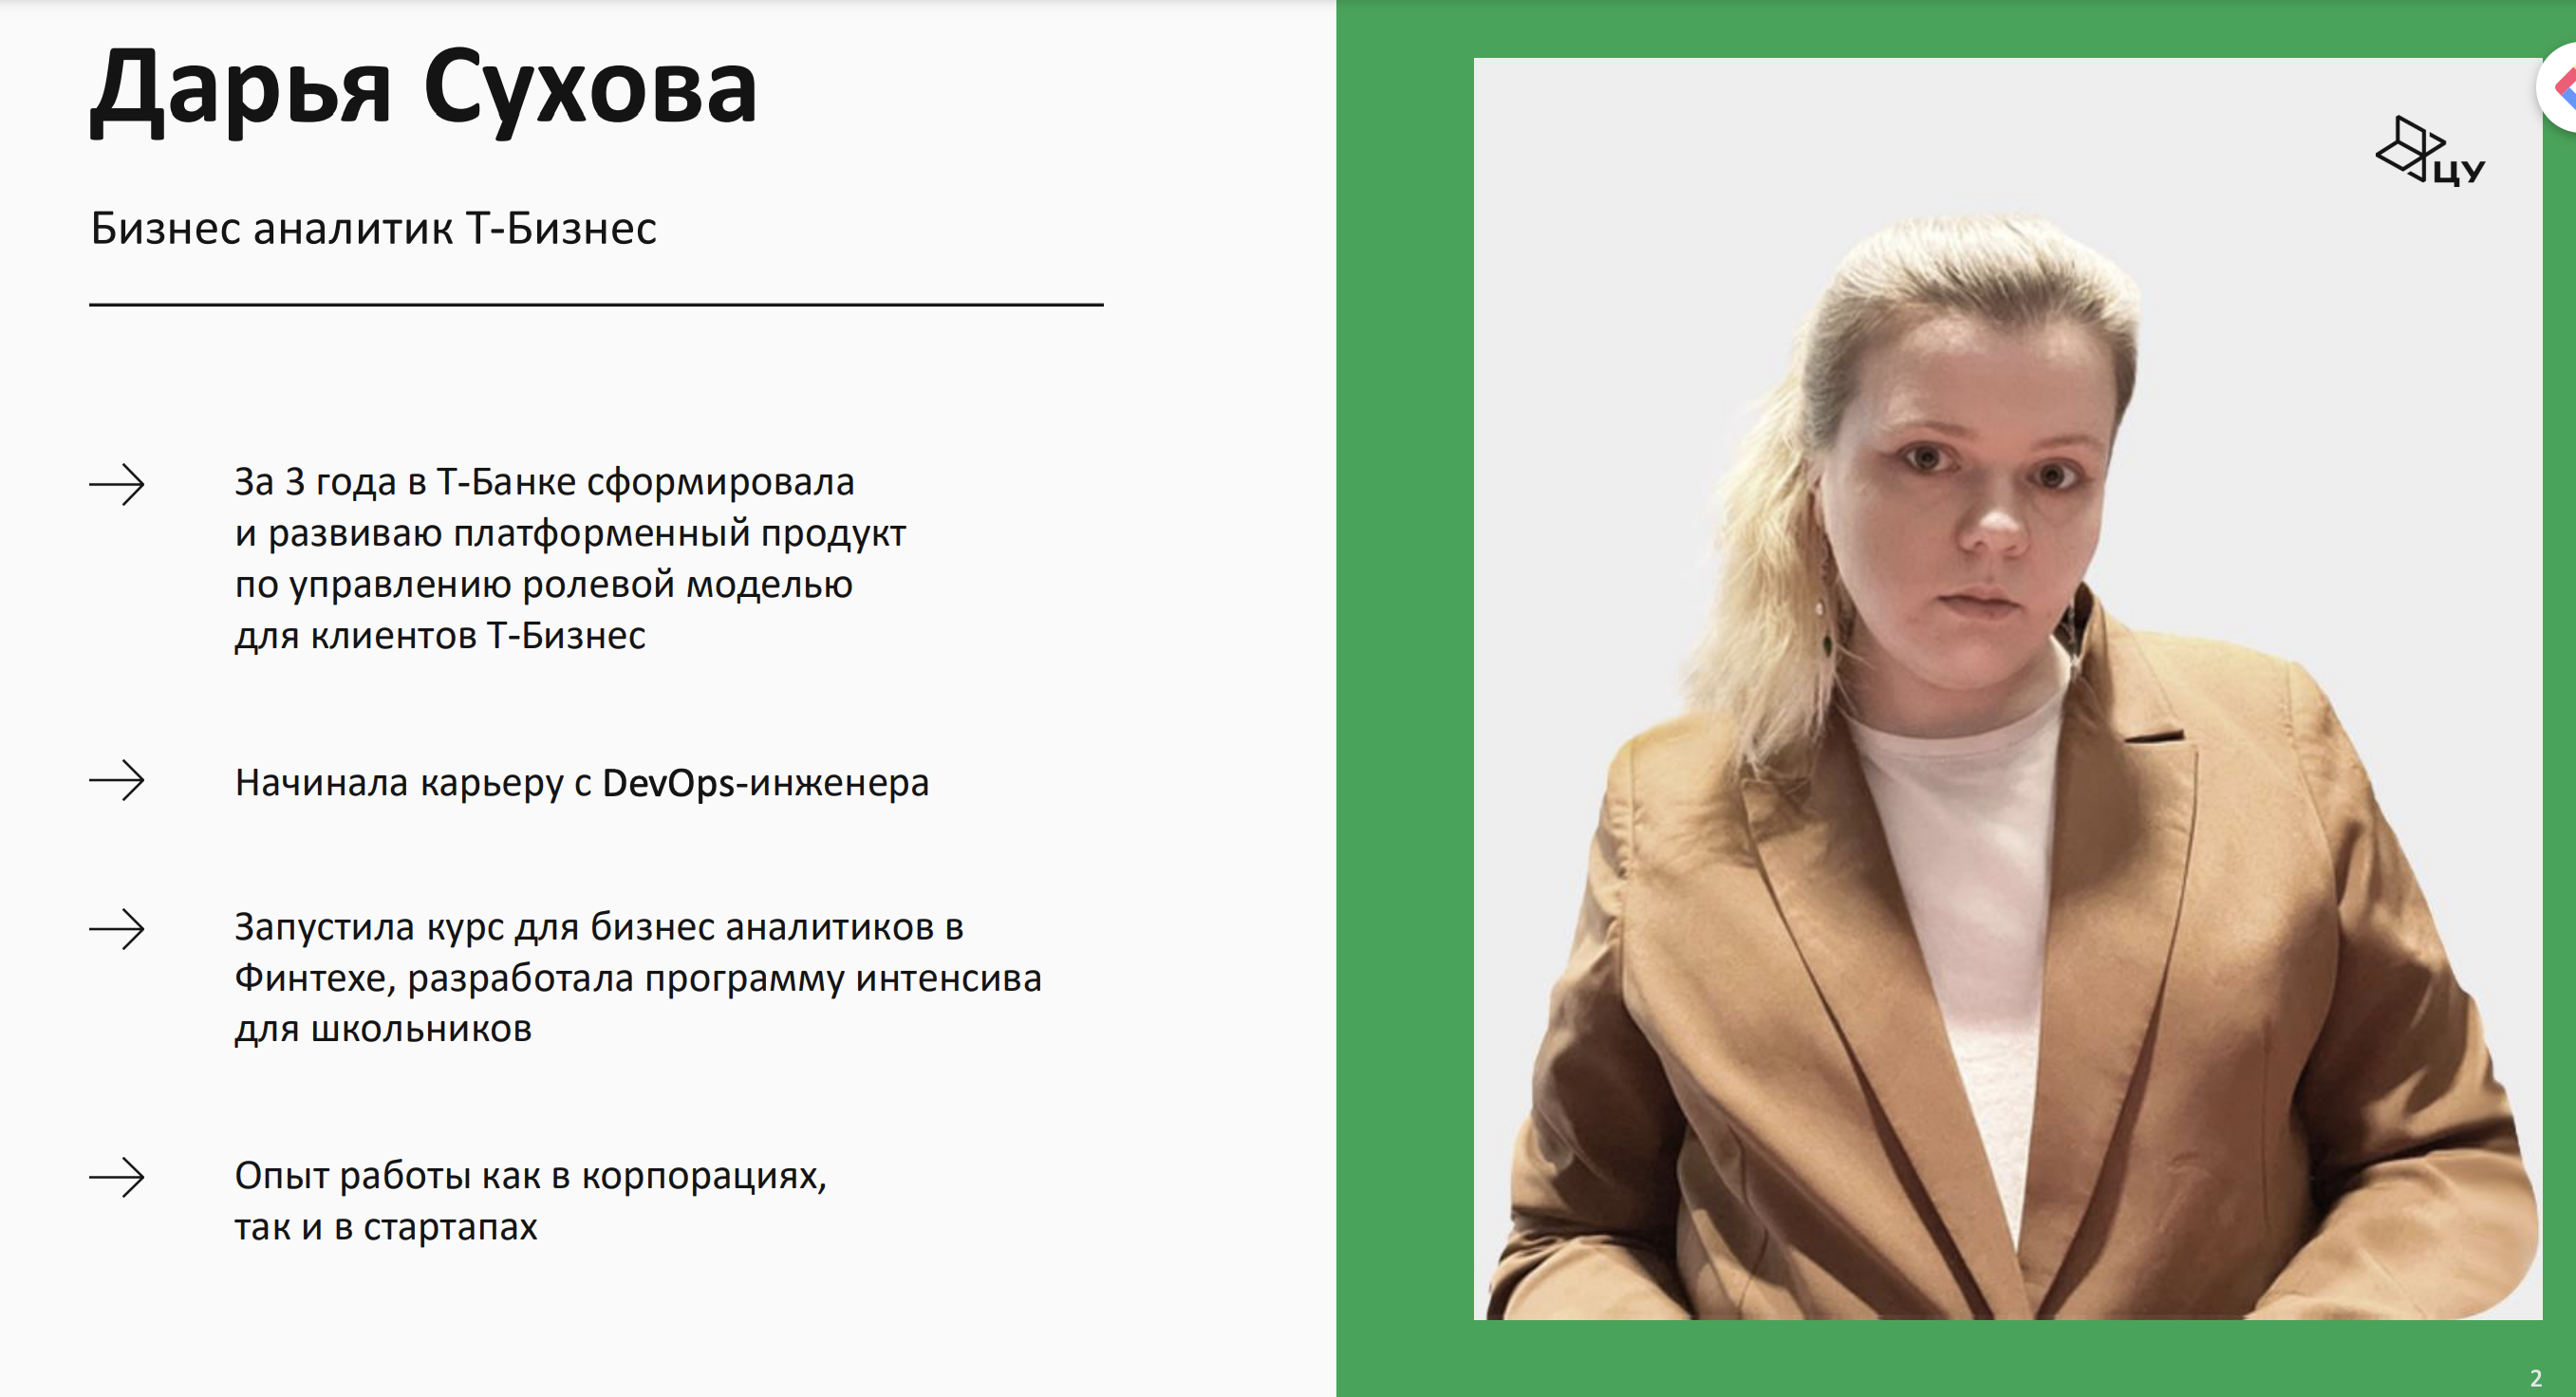 Дарья Сухова
Бизнес аналитик Т-Бизнес
За 3 года в Т-Банке сформировала
и развиваю платформенный продукт
по управлению ролевой моделью
для клиентов Т-Бизнес
Начинала карьеру с DevOps-инженера
Запустила курс для бизнес аналитиков в
Финтехе, разработала программу интенсива
для школьников
Опыт работы как в корпорациях,
так и в стартапах
ЦУ
2